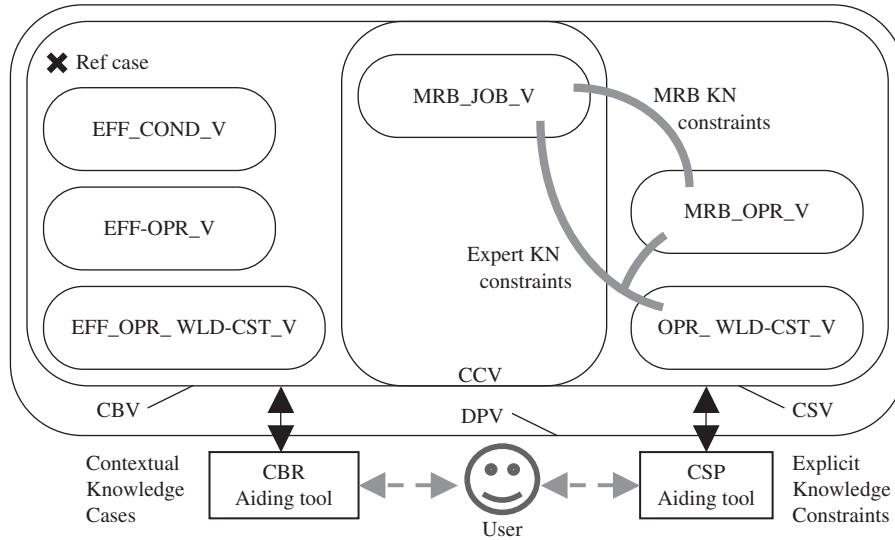 Ref case
MRB_JOB_V
MRB KN
constraints
EFF_COND_V
EFF-OPR_V
MRB_OPR_V
Expert KN
constraints
EFF_OPR_ WLD-CST_V
OPR_ WLD-CST_V
CCV
CBV
DPV
CSV
Contextual
Knowledge
Cases
CBR
Aiding tool
User
CSP
Aiding tool
Explicit
Knowledge
Constraints